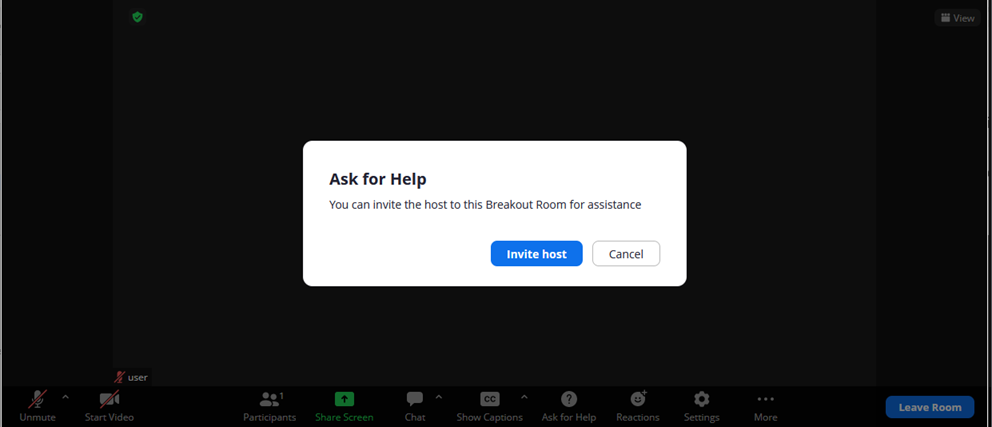 View
Ask for Help
You can invite the host to this Breakout Room for assistance
Invite host Cancel
user
1
CC
Unmute Start Video Participants Share Screen Chat Show Captions Ask for Help Reactions Settings More Leave Room